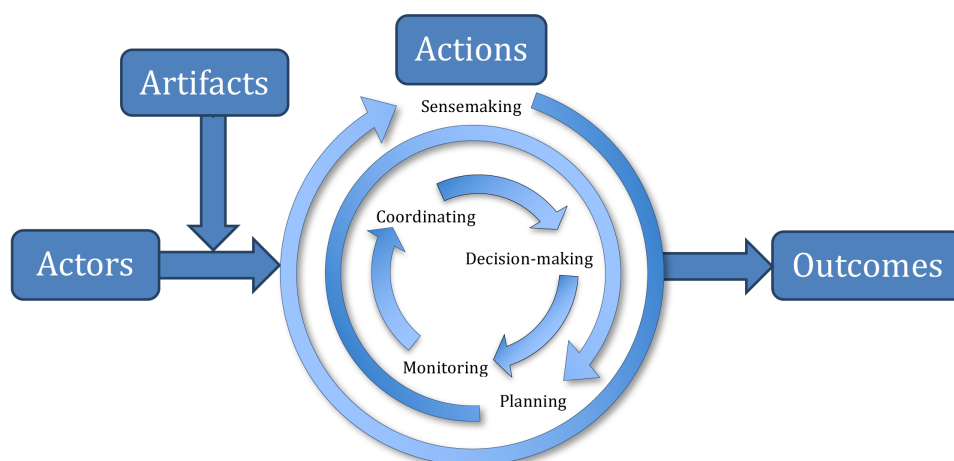 Actions
Artifacts
Sensemaking
Coordinating
Actors
Decision-making
Outcomes
Monitoring
Planning